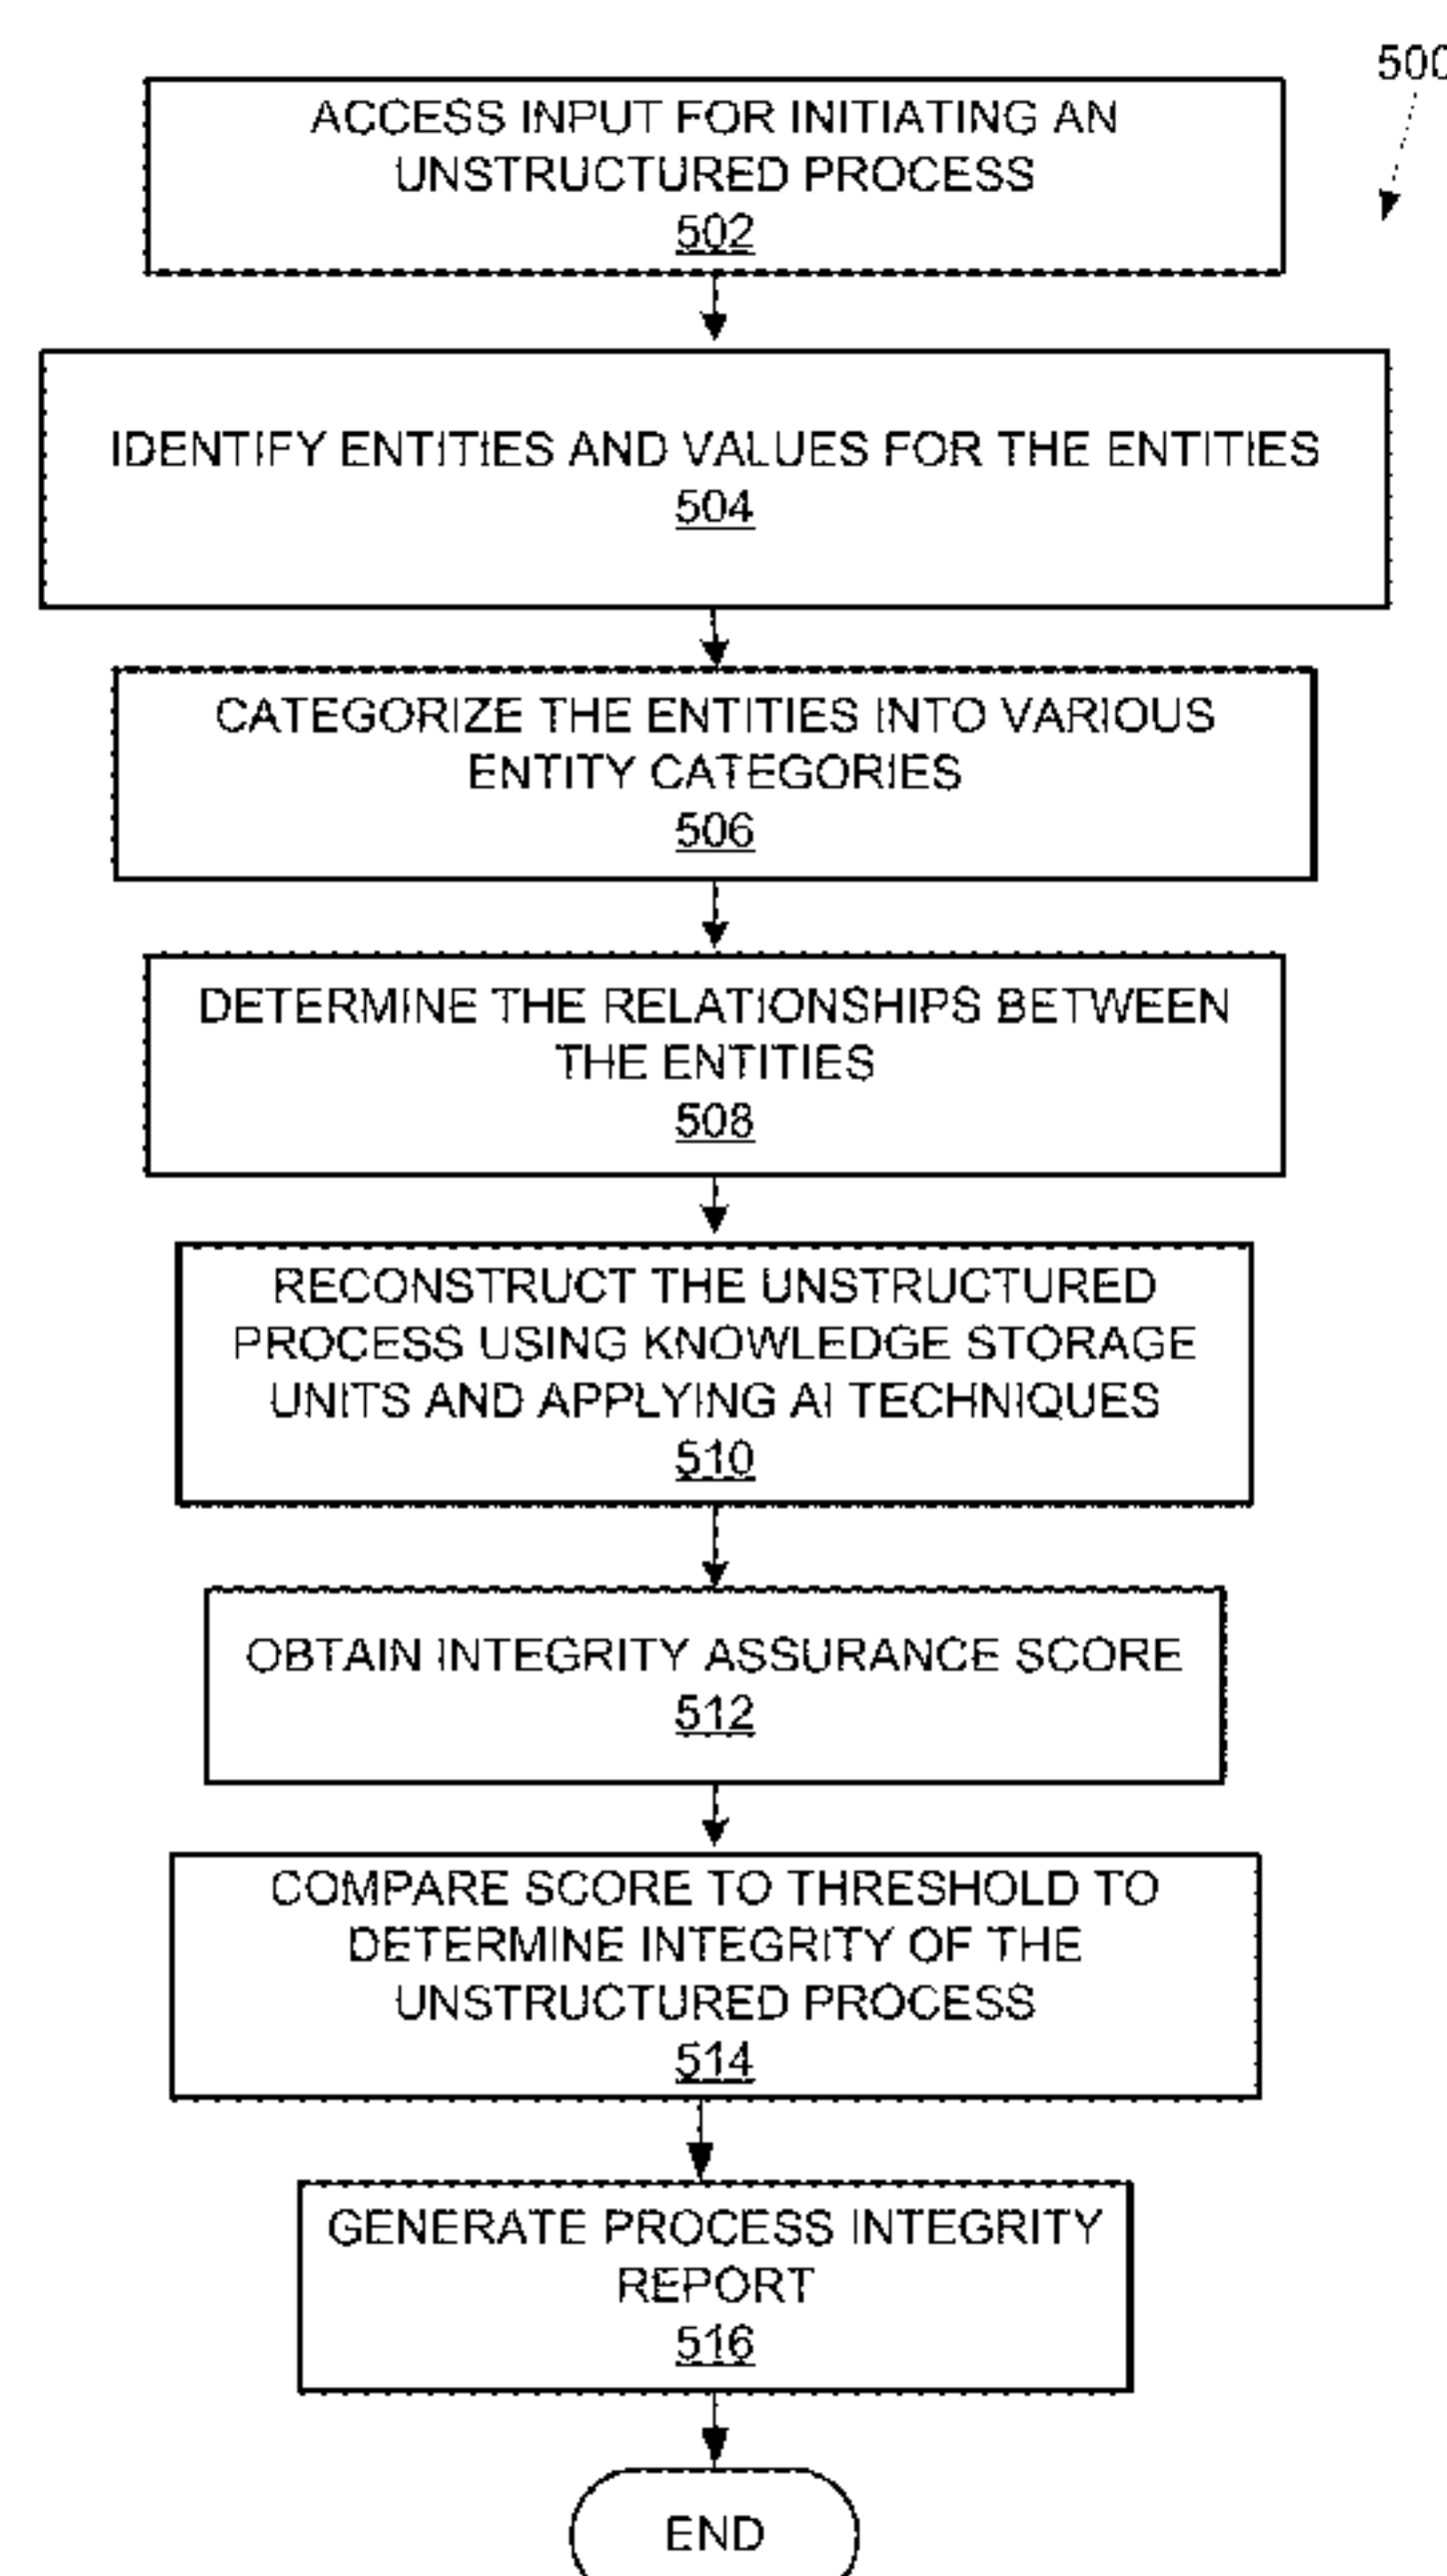 500
ACCESS INPUT FOR INITIATING AN
UNSTRUCTURED PROCESS
502
IDENTIFY ENTITIES AND VALUES FOR THE ENTITIES
504
CATEGORIZE THE ENTITIES INTO VARIOUS
ENTITY CATEGORIES
506
DETERMINE THE RELATIONSHIPS BETWEEN
THE ENTITIES
508
RECONSTRUCT THE UNSTRUCTURED
PROCESS USING KNOWLEDGE STORAGE
UNITS AND APPLYING AI TECHNIQUES
510
OBTAIN INTEGRITY ASSURANCE SCORE
512
COMPARE SCORE TO THRESHOLD TO
DETERMINE INTEGRITY OF THE
UNSTRUCTURED PROCESS
514
GENERATE PROCESS INTEGRITY
REPORT
516
END